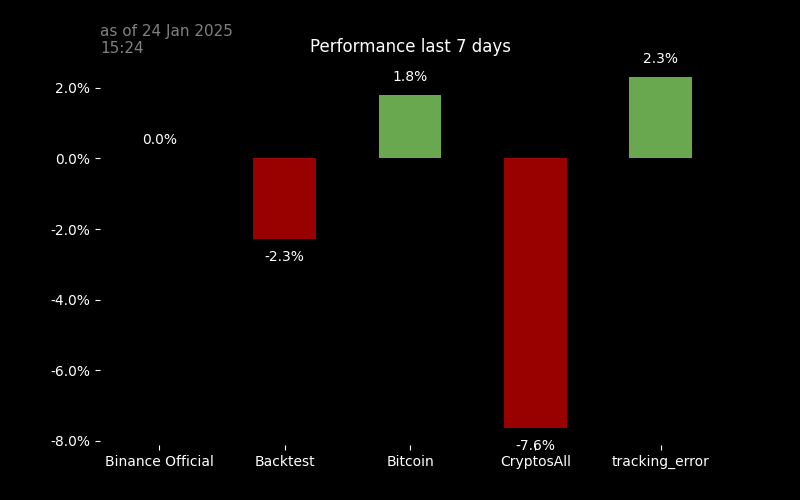 as of 24 Jan 2025
15:24
Performance last 7 days
2.3%
2.0%
1.8%
0.0%
0.0%
-2.0%
-2.3%
-4.0%
-6.0%
-8.0%
-7.6%
Binance Official
Backtest
Bitcoin
CryptosAll
tracking_error